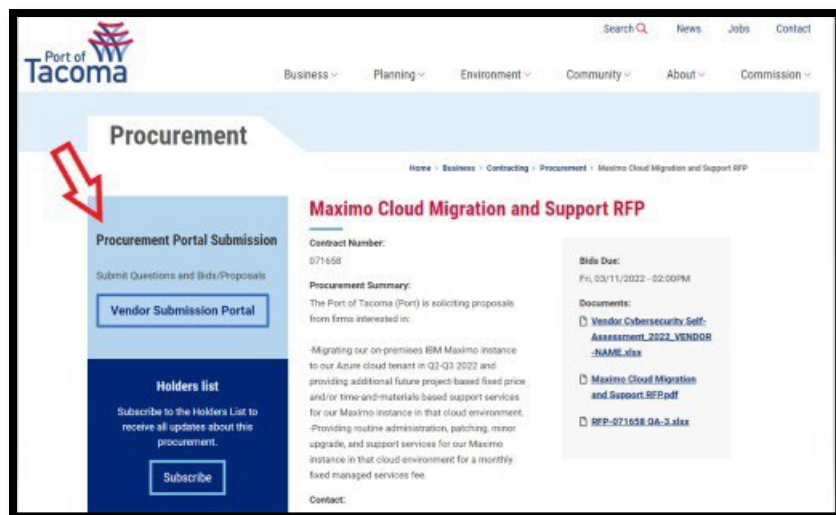 Port of
Tacoma
Search News Jobs Contact
Business Planning Environment Community About Commission
Procurement
Home › Business › Contracting › Procurement › Maximo Cloud Migration and Support RFP
Procurement Portal Submission
Submit Questions and Bids/Proposals
Vendor Submission Portal
Holders list
Subscribe to the Holders List to
receive all updates about this
procurement.
Subscribe
Maximo Cloud Migration and Support RFP
Contract Number:
071658
Procurement Summary:
The Port of Tacoma (Port) is soliciting proposals
from firms interested in:
-Migrating our on-premises IBM Maximo instance
to our Azure cloud tenant in Q2-Q3 2022 and
providing additional future project-based fixed price
and/or time-and-materials based support services
for our Maximo instance in that cloud environment.
-Providing routine administration, patching, minor
upgrade, and support services for our Maximo
instance in that cloud environment for a monthly
fixed managed services fee.
Contact:
Bids Due:
Fri, 03/11/2022 - 02:00PM
Documents:
Vendor Cybersecurity Self-
Assessment_2022_VENDOR
-NAME.xlsx
Maximo Cloud Migration
and Support RFP.pdf
RFP-071658 QA-3.xlsx